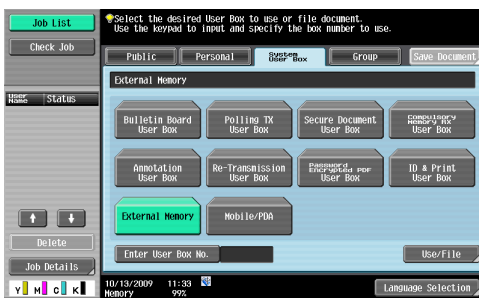 Job List
Check Job
User Name Status
Delete
Job Details
Y M C K
Select the desired User Box to use or file document.
Use the keypad to input and specify the box number to use.
Public Personal System User Box Group Save Document
External Memory
Bulletin Board User Box
Polling TX User Box
Secure Document User Box
Compulsory Memory RX User Box
Annotation User Box
Re-Transmission User Box
Password Encrypted PDF User Box
ID & Print User Box
External Memory
Mobile/PDA
Enter User Box No.
Use/File
10/13/2009 11:33
Memory 99%
Language Selection